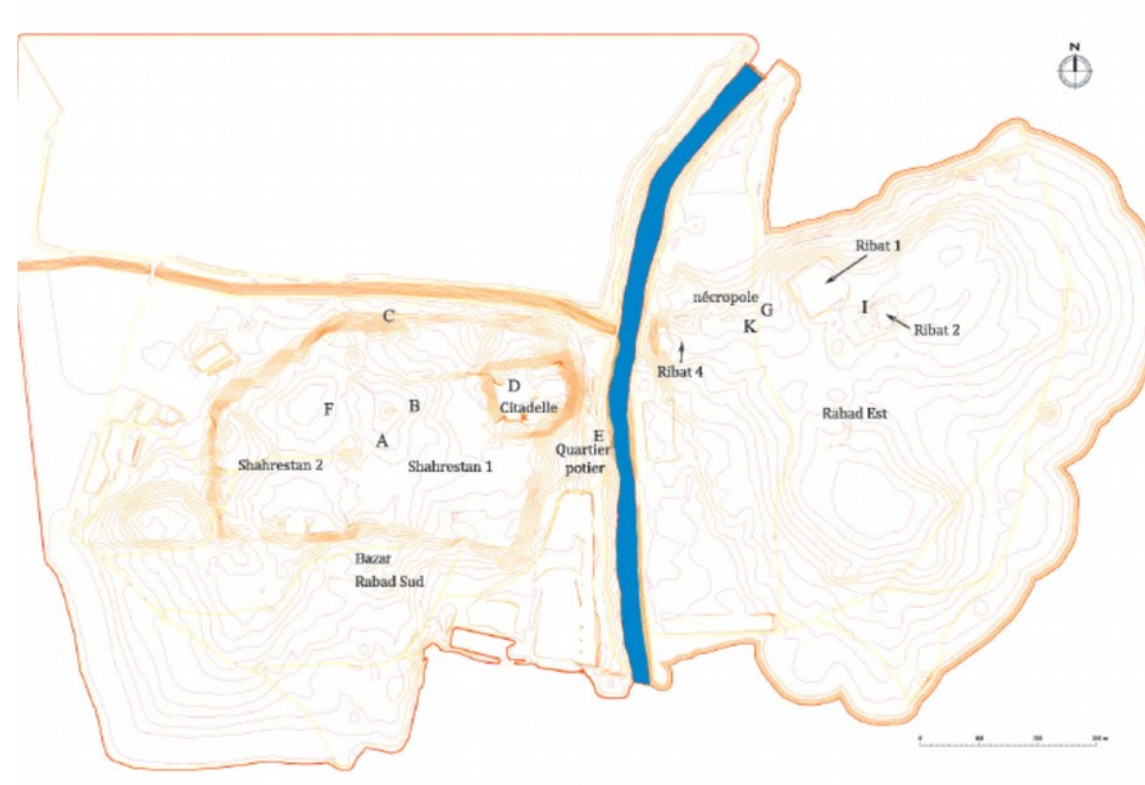 N
Ribat 1
nécropole
G
I
C
K
Ribat 2
Ribat 4
D
B
Citadelle
F
Rabad Est
A
E
Quartier
potier
Shahrestan 2
Shahrestan 1
Bazar
Rabad Sud
0